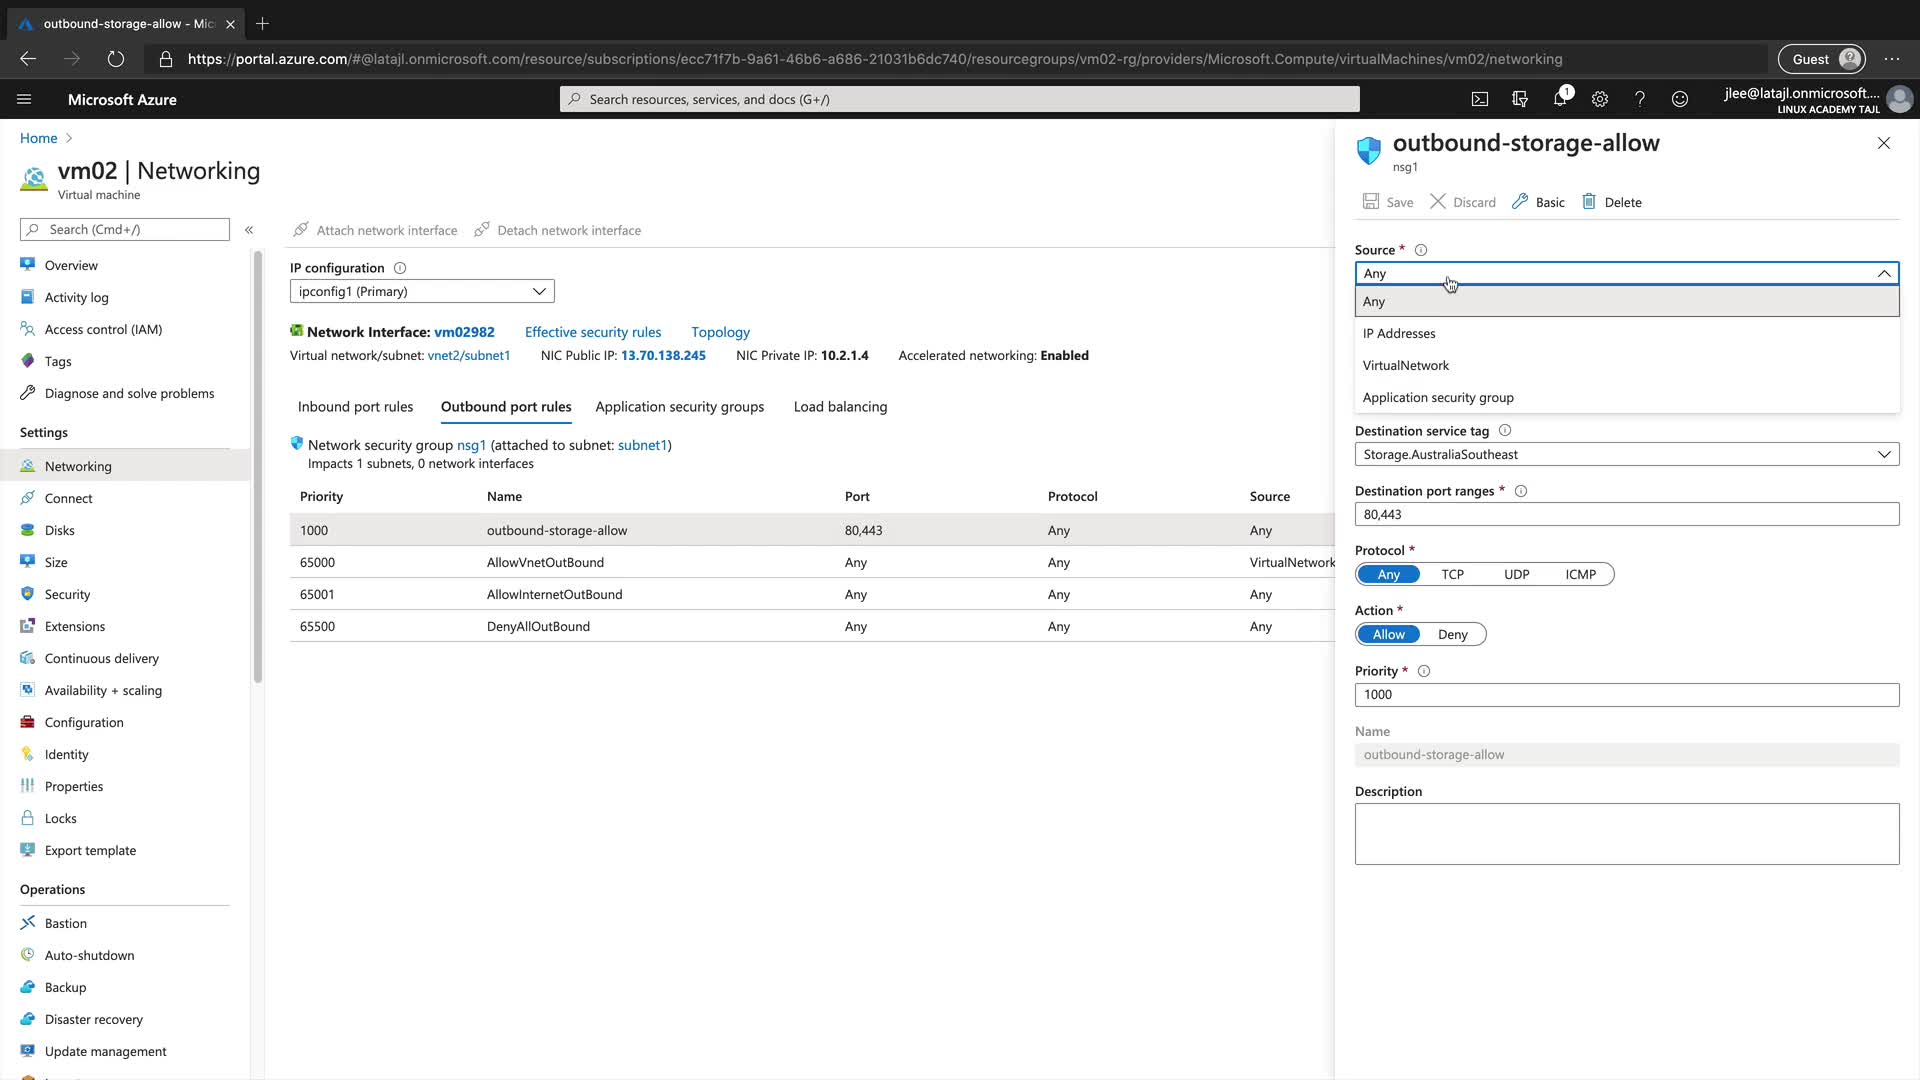 outbound-storage-allow - Mic
https://portal.azure.com/#@latajl.onmicrosoft.com/resource/subscriptions/ecc71f7b-9a61-46b6-a686-21031b6dc740/resourcegroups/vm02-rg/providers/Microsoft.Compute/virtualMachines/vm02/networking
Guest
Microsoft Azure
Search resources, services, and docs (G+/)
1
jlee@latajl.onmicrosoft....
LINUX ACADEMY TAJL
Home
vm02 | Networking
Virtual machine
Search (Cmd+/)
Overview
Activity log
Access control (IAM)
Tags
Diagnose and solve problems
Settings
Networking
Connect
Disks
Size
Security
Extensions
Continuous delivery
Availability + scaling
Configuration
Identity
Properties
Locks
Export template
Operations
Bastion
Auto-shutdown
Backup
Disaster recovery
Update management
Attach network interface
Detach network interface
IP configuration
ipconfig1 (Primary)
Network Interface: vm02982 Effective security rules Topology
Virtual network/subnet: vnet2/subnet1 NIC Public IP: 13.70.138.245 NIC Private IP: 10.2.1.4 Accelerated networking: Enabled
Inbound port rules Outbound port rules Application security groups Load balancing
Network security group nsg1 (attached to subnet: subnet1)
Impacts 1 subnets, 0 network interfaces
Priority Name Port Protocol Source
1000 outbound-storage-allow 80,443 Any Any
65000 AllowVnetOutBound Any Any VirtualNetwork
65001 AllowInternetOutBound Any Any Any
65500 DenyAllOutBound Any Any Any
outbound-storage-allow
nsg1
Save Discard Basic Delete
Source *
Any
Any
IP Addresses
VirtualNetwork
Application security group
Destination service tag
Storage.AustraliaSoutheast
Destination port ranges *
80,443
Protocol *
Any TCP UDP ICMP
Action *
Allow Deny
Priority *
1000
Name
outbound-storage-allow
Description